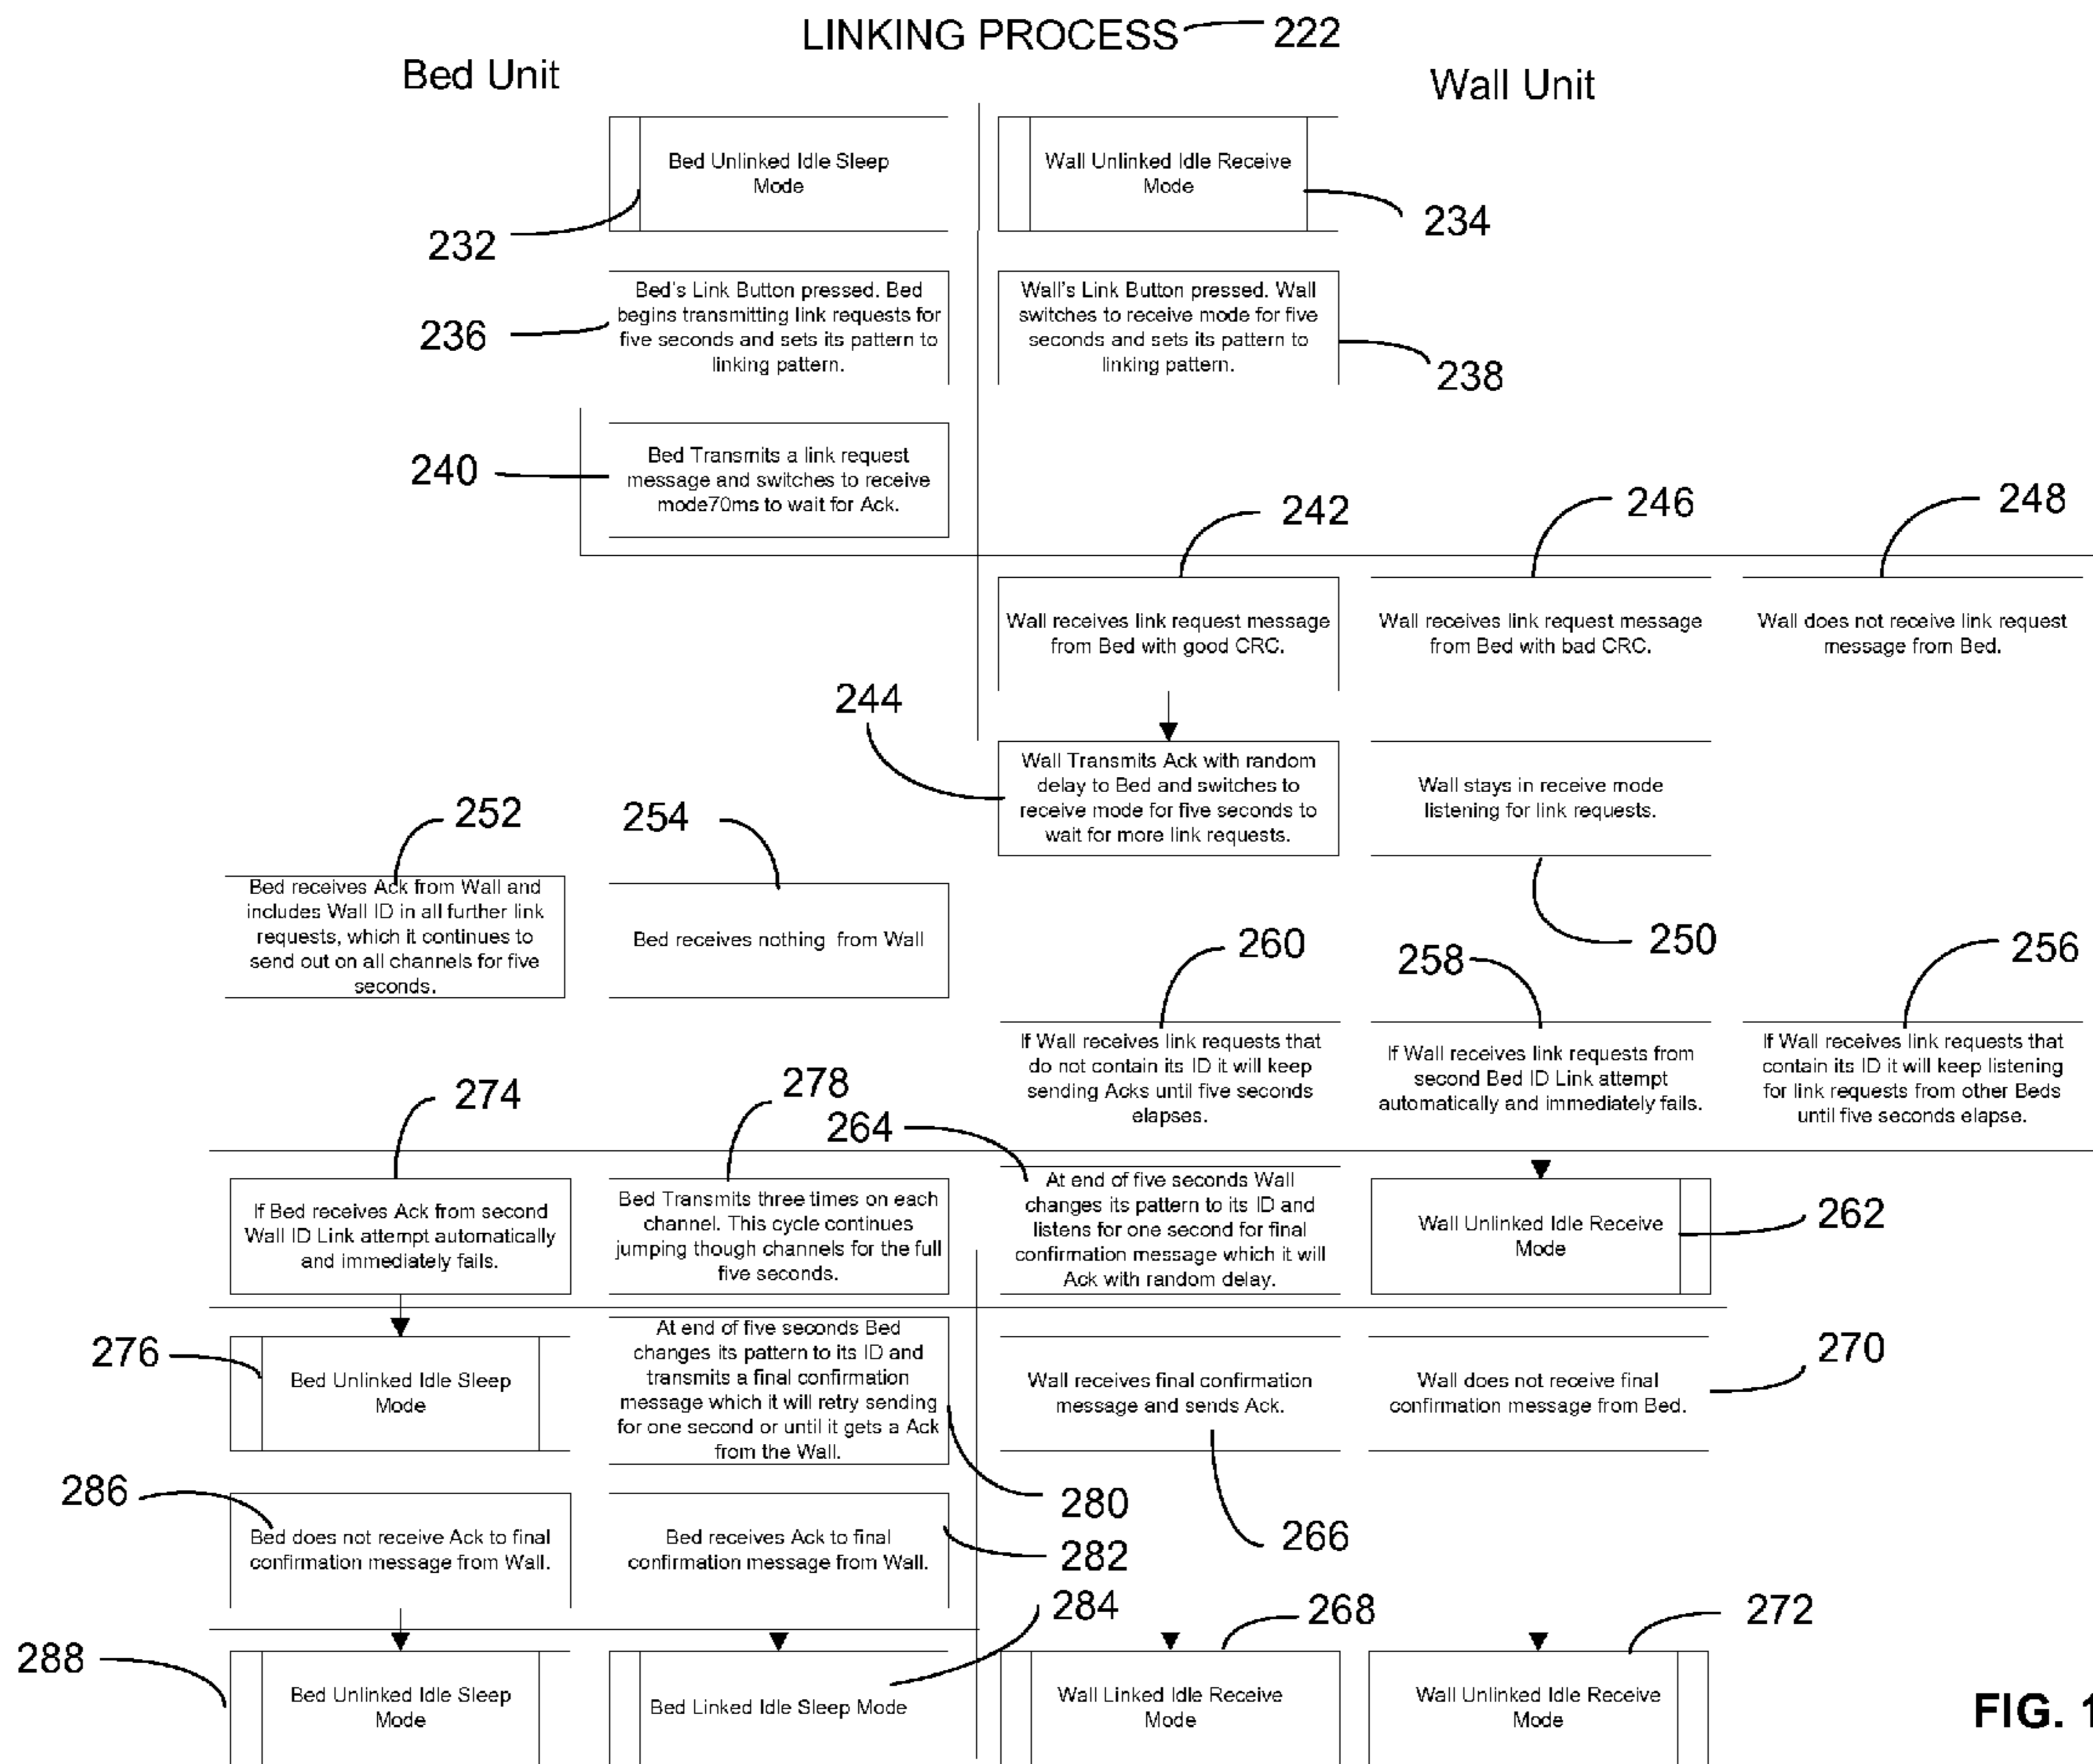 LINKING PROCESS 222
Bed Unit
Wall Unit
Bed Unlinked Idle Sleep
Mode
232
Wall Unlinked Idle Receive
Mode
234
Bed's Link Button pressed. Bed
begins transmitting link requests for
five seconds and sets its pattern to
linking pattern.
236
Wall's Link Button pressed. Wall
switches to receive mode for five
seconds and sets its pattern to
linking pattern.
238
240
Bed Transmits a link request
message and switches to receive
mode70ms to wait for Ack.
242
246
248
Wall receives link request message
from Bed with good CRC.
Wall receives link request message
from Bed with bad CRC.
Wall does not receive link request
message from Bed.
244
Wall Transmits Ack with random
delay to Bed and switches to
receive mode for five seconds to
wait for more link requests.
Wall stays in receive mode
listening for link requests.
250
252
254
Bed receives Ack from Wall and
includes Wall ID in all further link
requests, which it continues to
send out on all channels for five
seconds.
Bed receives nothing from Wall
260
258
256
If Wall receives link requests that
do not contain its ID it will keep
sending Acks until five seconds
elapses.
If Wall receives link requests from
second Bed ID Link attempt
automatically and immediately fails.
If Wall receives link requests that
contain its ID it will keep listening
for link requests from other Beds
until five seconds elapse.
274
278
264
If Bed receives Ack from second
Wall ID Link attempt automatically
and immediately fails.
Bed Transmits three times on each
channel. This cycle continues
jumping though channels for the full
five seconds.
At end of five seconds Wall
changes its pattern to its ID and
listens for one second for final
confirmation message which it will
Ack with random delay.
Wall Unlinked Idle Receive
Mode
262
276
Bed Unlinked Idle Sleep
Mode
At end of five seconds Bed
changes its pattern to its ID and
transmits a final confirmation
message which it will retry sending
for one second or until it gets a Ack
from the Wall.
280
Wall receives final confirmation
message and sends Ack.
266
Wall does not receive final
confirmation message from Bed.
270
286
Bed does not receive Ack to final
confirmation message from Wall.
Bed receives Ack to final
confirmation message from Wall.
282
284
268
272
288
Bed Unlinked Idle Sleep
Mode
Bed Linked Idle Sleep Mode
Wall Linked Idle Receive
Mode
Wall Unlinked Idle Receive
Mode
FIG. 1